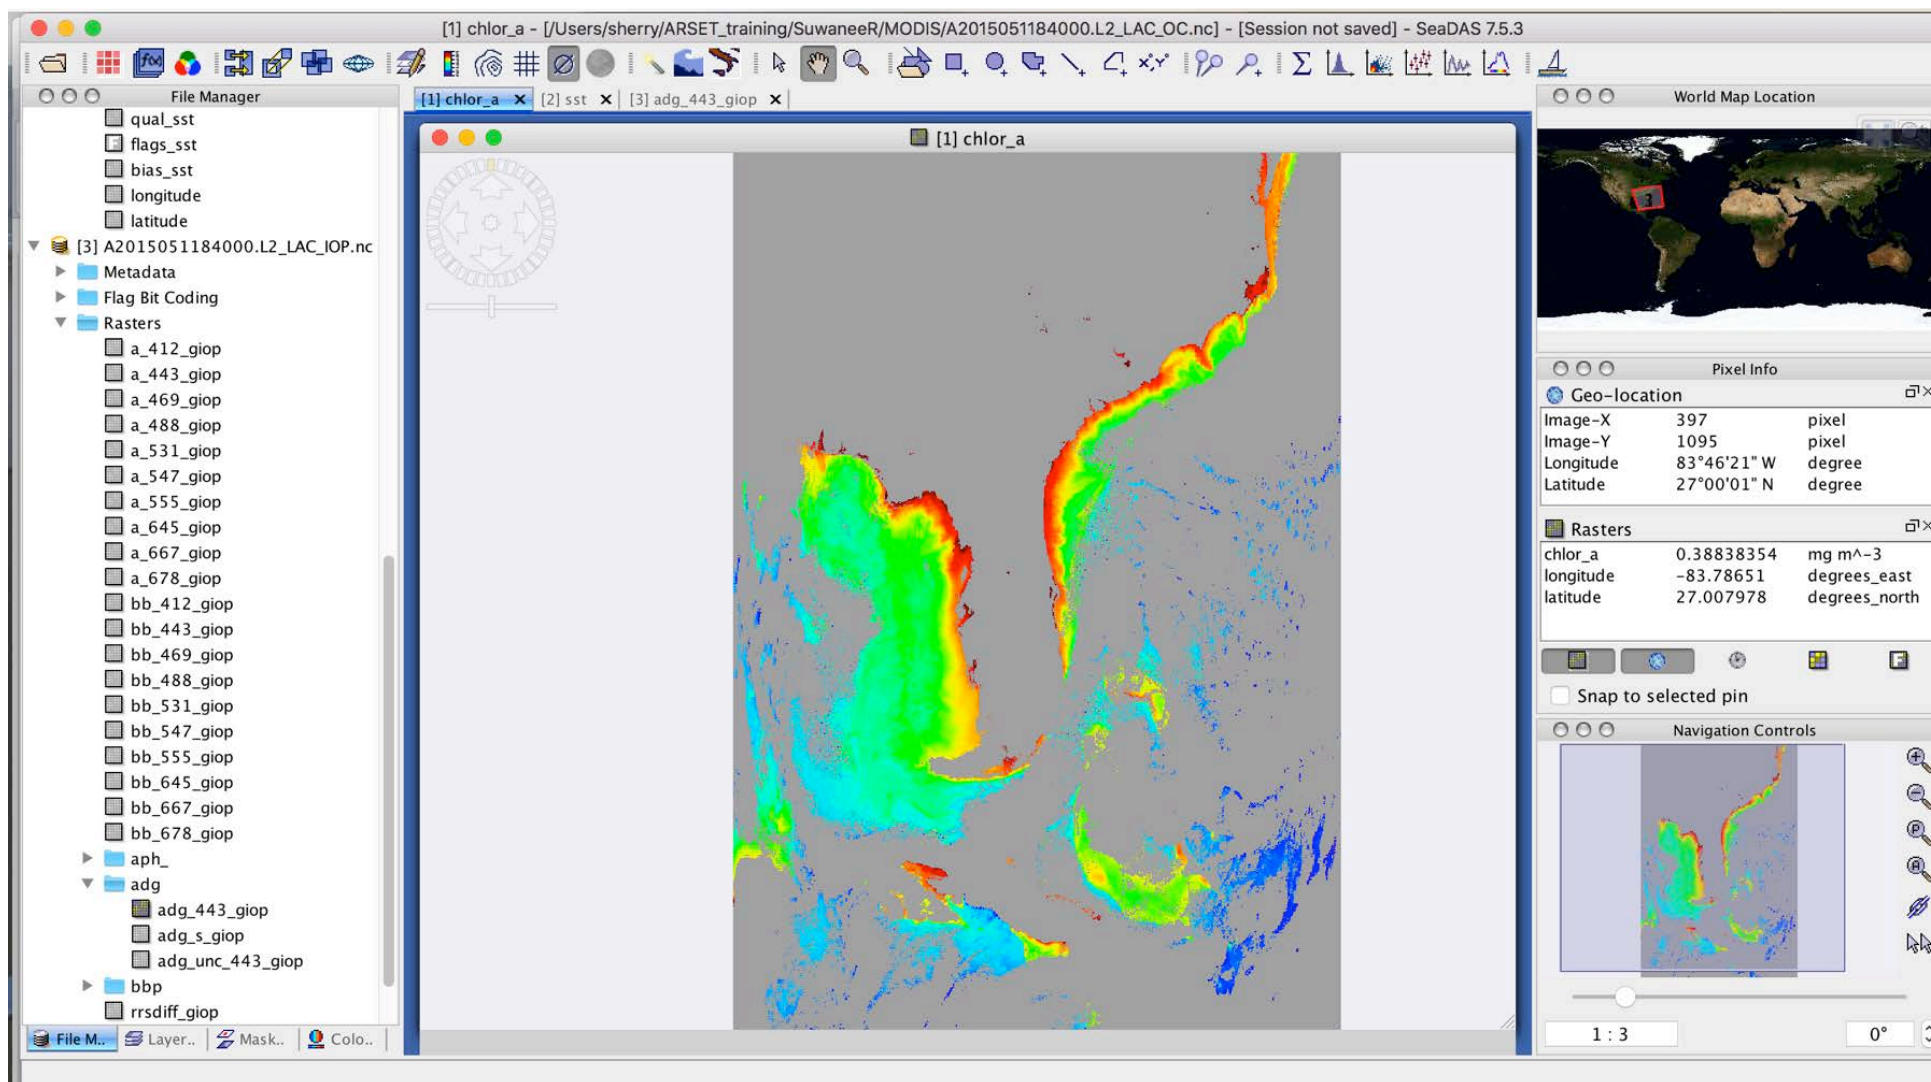 [1] chlor_a - [/Users/sherry/ARSET_training/SuwaneeR/MODIS/A2015051184000.L2_LAC_OC.nc] - [Session not saved] - SeaDAS 7.5.3
File Manager
qual_sst
flags_sst
bias_sst
longitude
latitude
[3] A2015051184000.L2_LAC_IOP.nc
Metadata
Flag Bit Coding
Rasters
a_412_giop
a_443_giop
a_469_giop
a_488_giop
a_531_giop
a_547_giop
a_555_giop
a_645_giop
a_667_giop
a_678_giop
bb_412_giop
bb_443_giop
bb_469_giop
bb_488_giop
bb_531_giop
bb_547_giop
bb_555_giop
bb_645_giop
bb_667_giop
bb_678_giop
aph_
adg
adg_443_giop
adg_s_giop
adg_unc_443_giop
bbp
rrsdiff_giop
File M.. Layer.. Mask.. Colo..
[1] chlor_a [2] sst [3] adg_443_giop
[1] chlor_a
World Map Location
3
Pixel Info
Geo-location
Image-X 397 pixel
Image-Y 1095 pixel
Longitude 83°46'21" W degree
Latitude 27°00'01" N degree
Rasters
chlor_a 0.38838354 mg m^-3
longitude -83.78651 degrees_east
latitude 27.007978 degrees_north
Snap to selected pin
Navigation Controls
1 : 3 0°